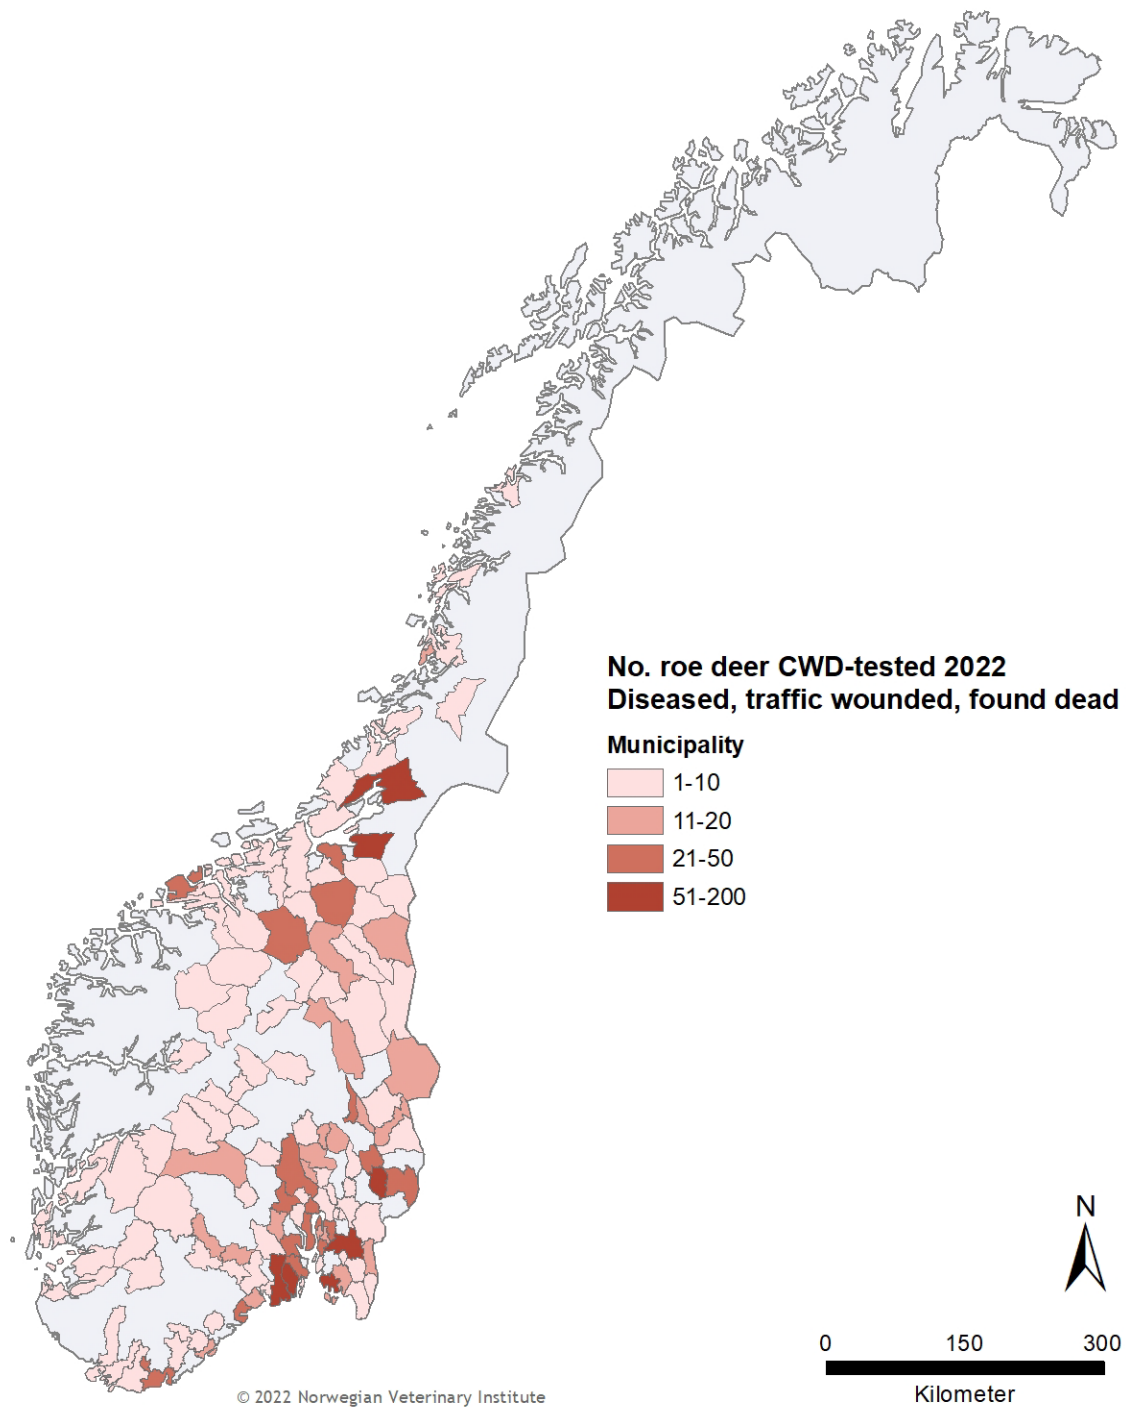 No. roe deer CWD-tested 2022
Diseased, traffic wounded, found dead
Municipality
1-10
11-20
21-50
51-200
N
0 150 300
Kilometer
© 2022 Norwegian Veterinary Institute